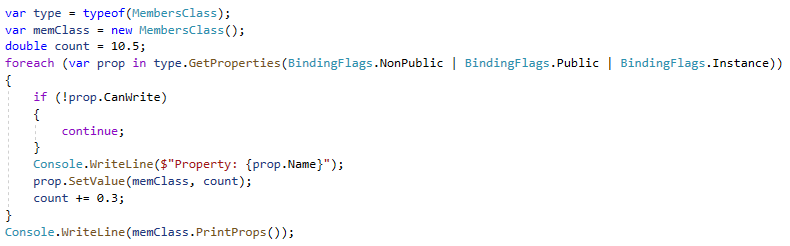 var type = typeof(MembersClass);
var memClass = new MembersClass();
double count = 10.5;
foreach (var prop in type.GetProperties(BindingFlags.NonPublic | BindingFlags.Public | BindingFlags.Instance))
{
    if (!prop.CanWrite)
    {
        continue;
    }
    Console.WriteLine($"Property: {prop.Name}");
    prop.SetValue(memClass, count);
    count += 0.3;
}
Console.WriteLine(memClass.PrintProps());